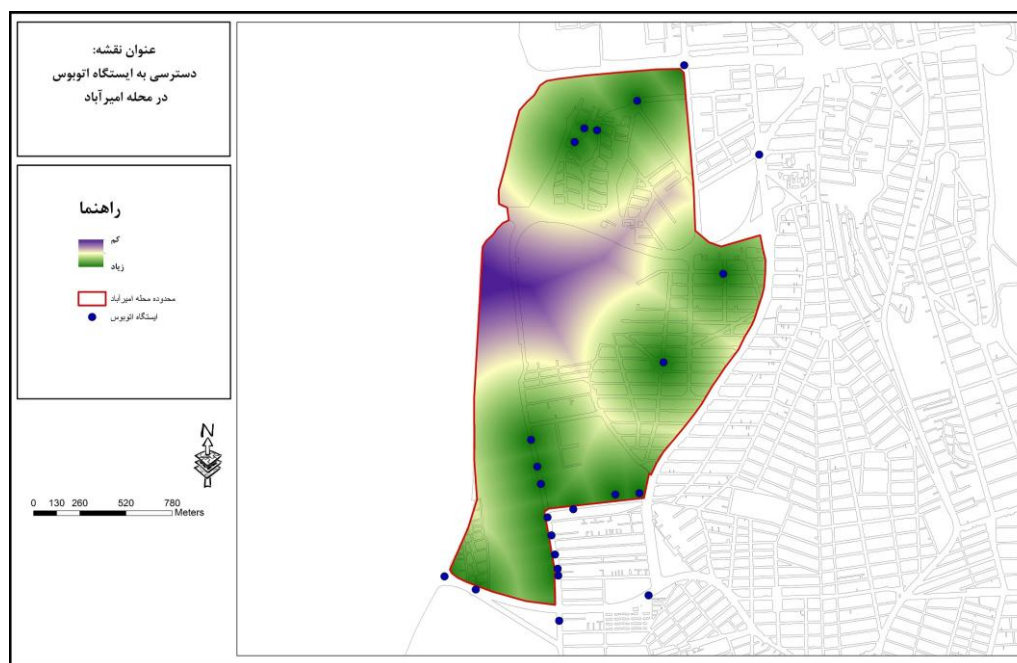 عنوان نقشه:
دسترسی به ایستگاه اتوبوس
در محله امیرآباد
راهنما
کم
زیاد
محدوده محله امیرآباد
ایستگاه اتوبوس
N
0 130 260 520 780
Meters